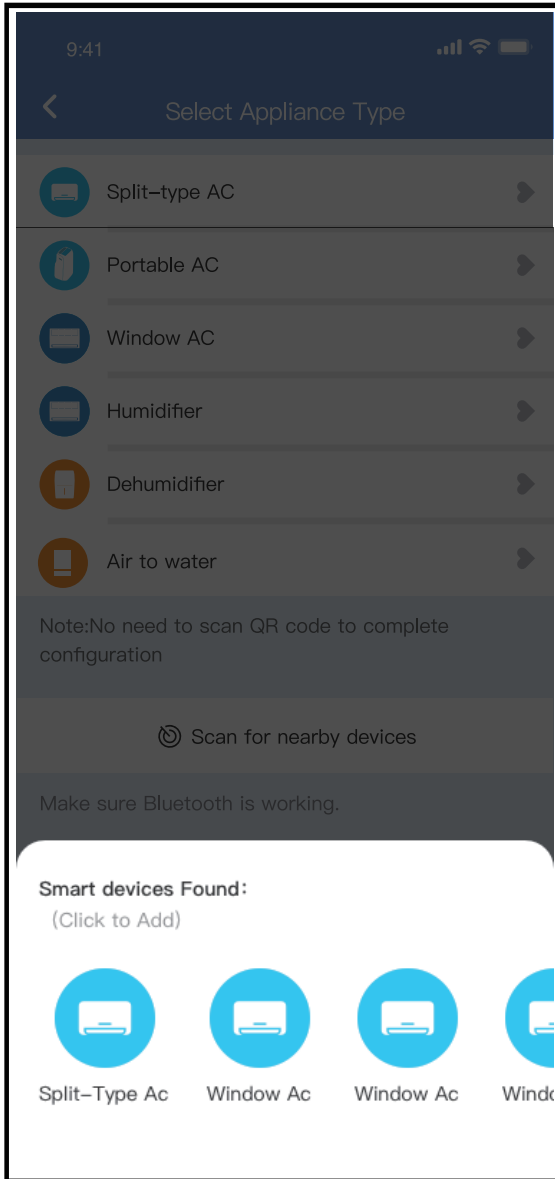 9:41
Select Appliance Type
Split-type AC
Portable AC
Window AC
Humidifier
Dehumidifier
Air to water
Note:No need to scan QR code to complete
configuration
Scan for nearby devices
Make sure Bluetooth is working.
Smart devices Found:
(Click to Add)
Split-Type Ac Window Ac Window Ac Windo